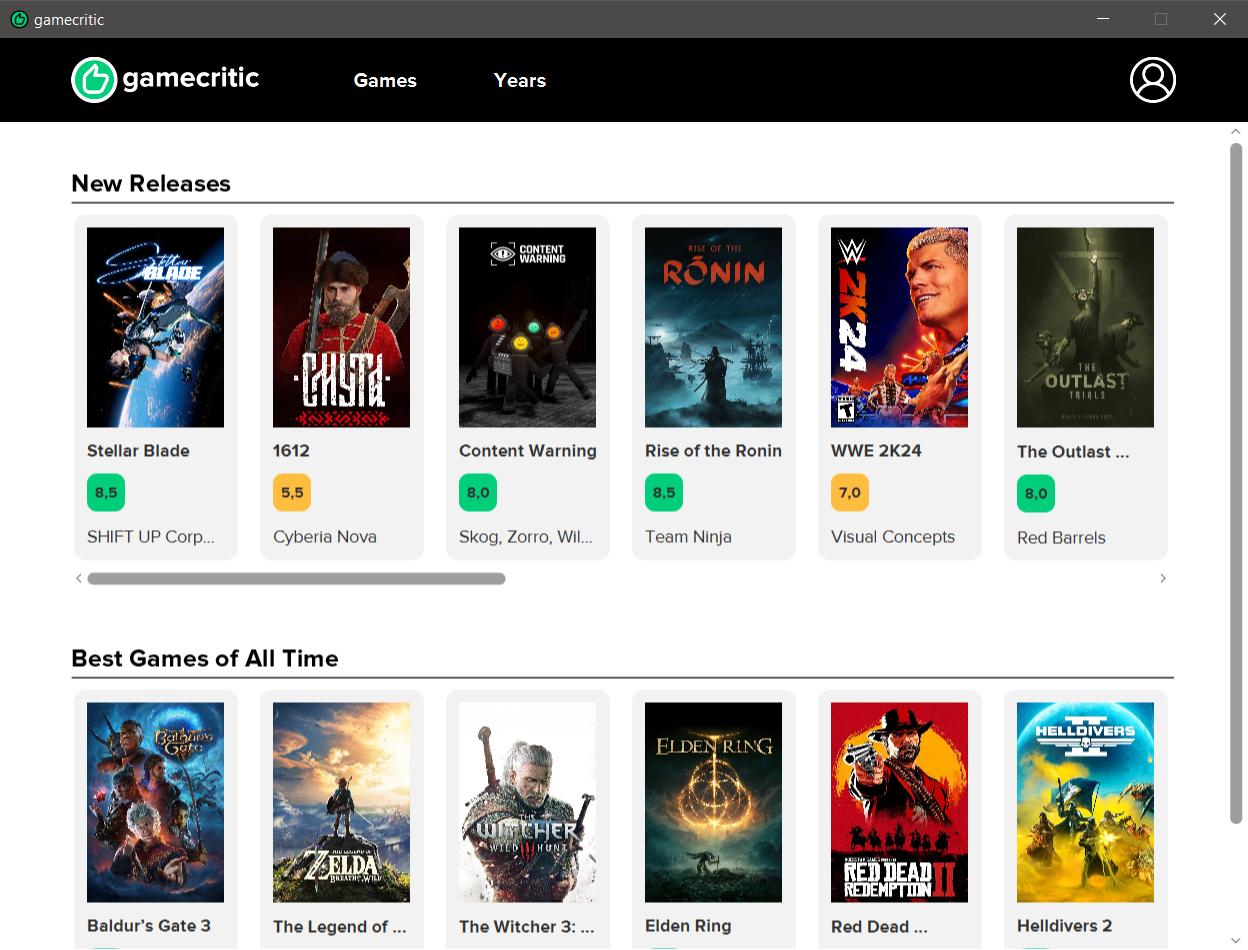 gamecritic
gamecritic
Games
Years
New Releases
Stellar BLADE
СМУТА
CONTENT
WARNING
RISE OF THE
RŌNIN
W
2K24
T
THE
OUTLAST
TRIALS
Stellar Blade
1612
Content Warning
Rise of the Ronin
WWE 2K24
The Outlast ...
8,5
5,5
8,0
8,5
7,0
8,0
SHIFT UP Corp...
Cyberia Nova
Skog, Zorro, Wil...
Team Ninja
Visual Concepts
Red Barrels
Best Games of All Time
Baldur's
Gate
THE LEGEND OF
ZELDA
BREATH OF THE WILD
THE
WITCHER
WILD HUNT
ELDEN RING
RED DEAD
REDEMPTION II
HELLDIVERS
II
Baldur’s Gate 3
The Legend of ...
The Witcher 3: ...
Elden Ring
Red Dead ...
Helldivers 2